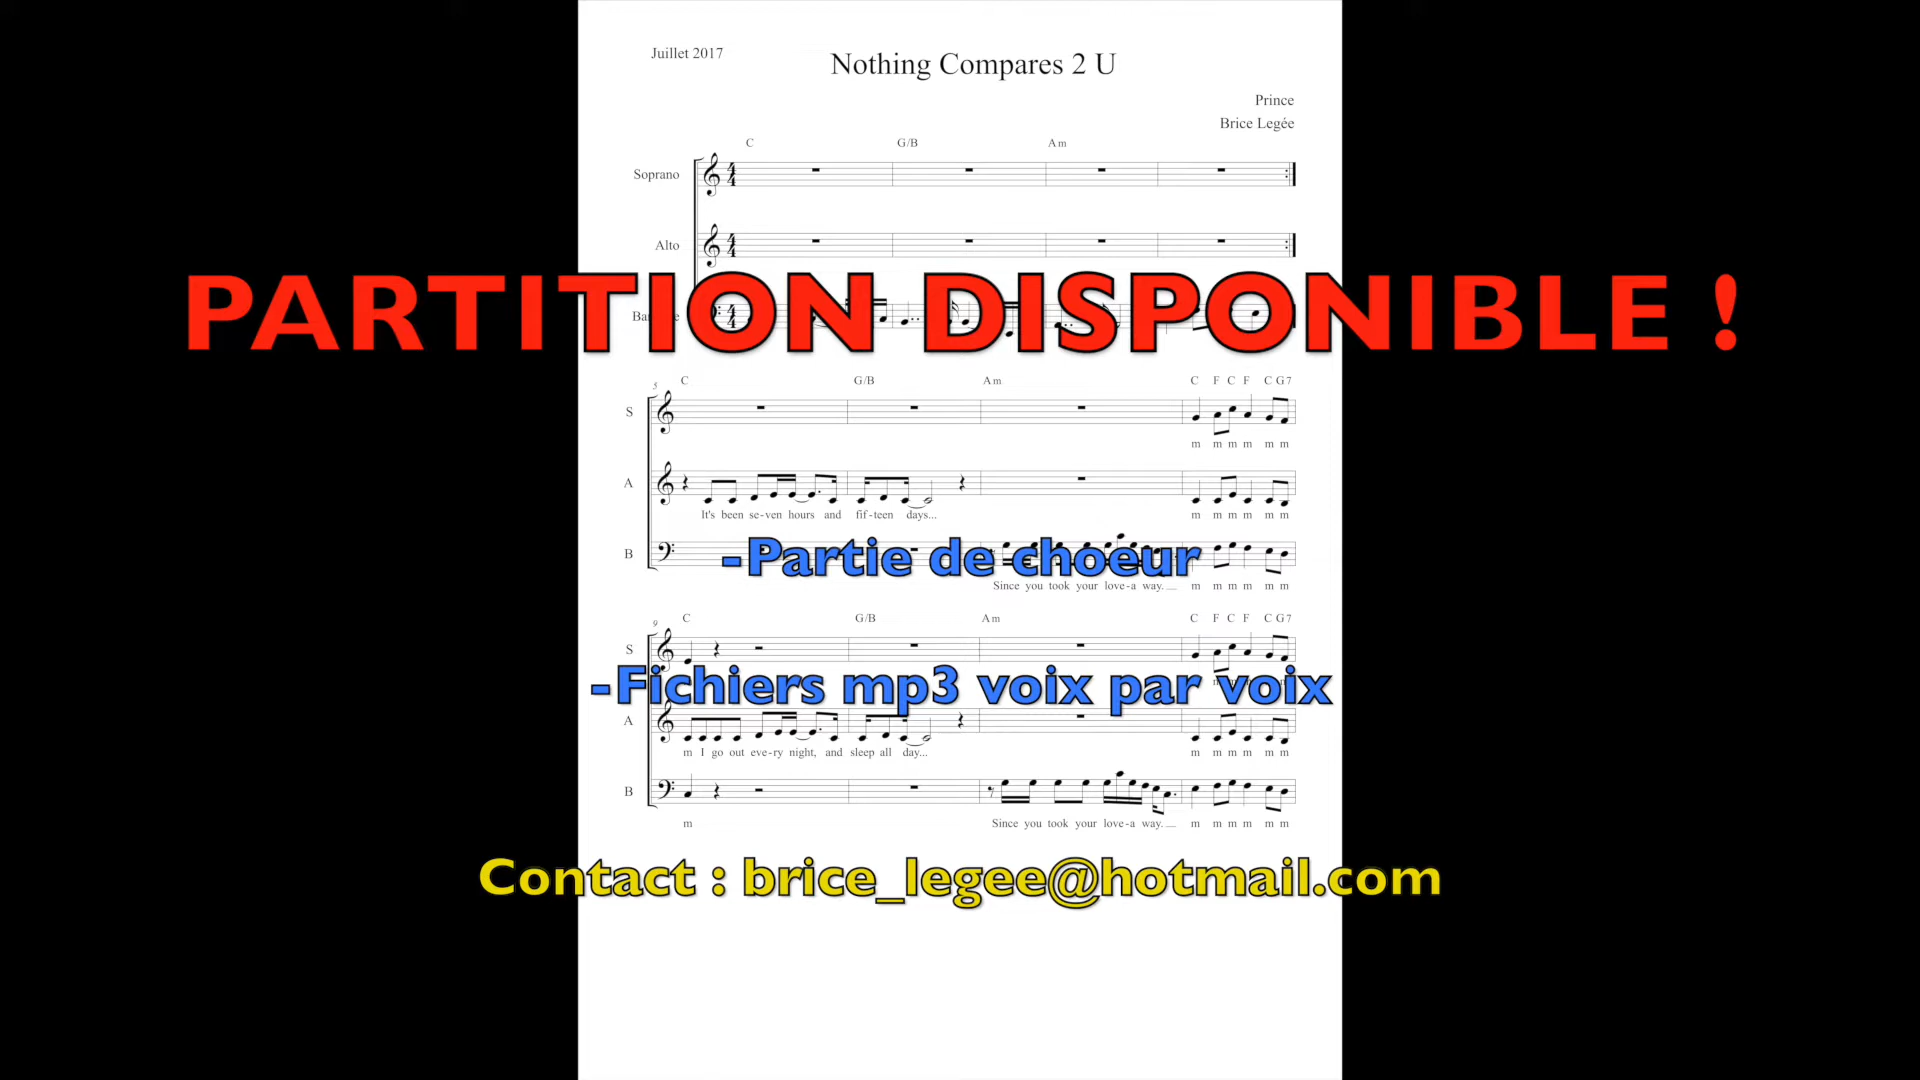 Juillet 2017
Nothing Compares 2 U
Prince
Brice Legée
C G/B Am
Soprano
Alto
PARTITION DISPONIBLE !
5 C G/B Am C F C F C G7
S
m m m m m m
A
It's been se-ven hours and fif-teen days... m m m m m m
B
-Partie de choeur
Since you took your love-a way. m m m m m m
9 C G/B Am C F C F C G7
S
-Fichiers mp3 voix par voix
A
m I go out eve-ry night, and sleep all day... m m m m m m
B
m Since you took your love-a way. m m m m m m
Contact : brice_legee@hotmail.com